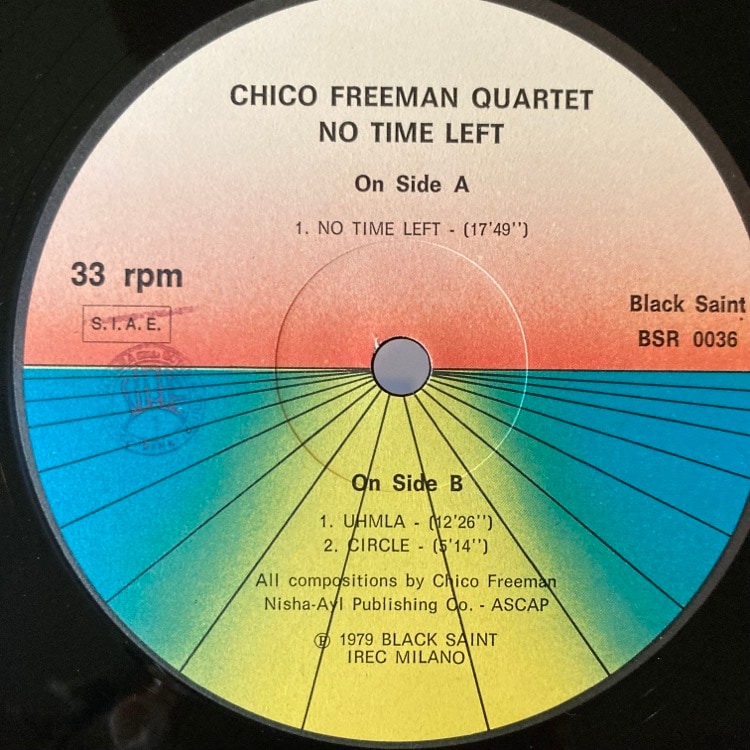 CHICO FREEMAN QUARTET
NO TIME LEFT
On Side A
1. NO TIME LEFT - (17'49'')
33 rpm
S.I.A.E.
Black Saint
BSR 0036
On Side B
1. UHMLA - (12'26'')
2. CIRCLE - (5'14'')
All compositions by Chico Freeman
Nisha-Ayl Publishing Co. - ASCAP
Ⓟ 1979 BLACK SAINT
IREC MILANO